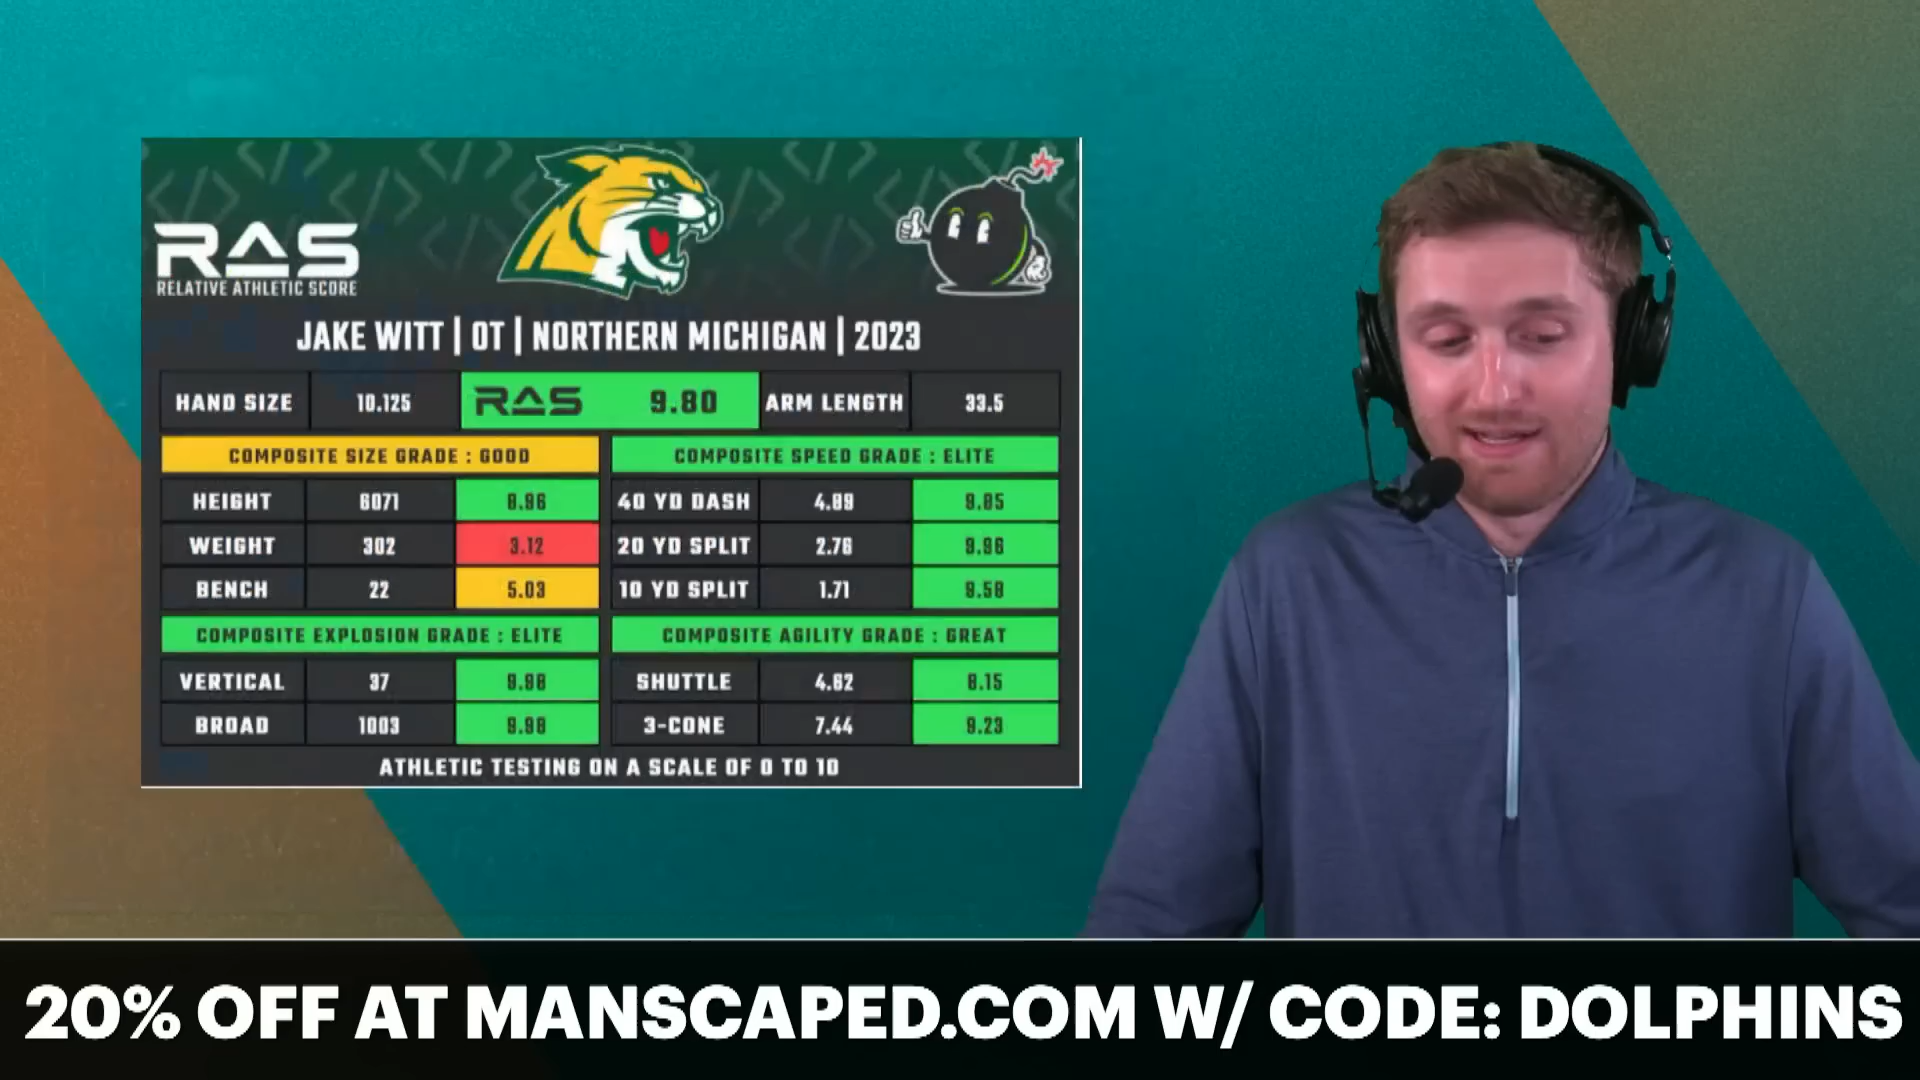 RAS
RELATIVE ATHLETIC SCORE
JAKE WITT | OT | NORTHERN MICHIGAN | 2023
HAND SIZE 10.125 RAS 9.80 ARM LENGTH 33.5
COMPOSITE SIZE GRADE : GOOD COMPOSITE SPEED GRADE : ELITE
HEIGHT 6071 8.96 40 YD DASH 4.89 9.85
WEIGHT 302 3.12 20 YD SPLIT 2.76 9.96
BENCH 22 5.03 10 YD SPLIT 1.71 9.58
COMPOSITE EXPLOSION GRADE : ELITE COMPOSITE AGILITY GRADE : GREAT
VERTICAL 37 9.98 SHUTTLE 4.62 8.15
BROAD 1003 9.98 3-CONE 7.44 9.23
ATHLETIC TESTING ON A SCALE OF 0 TO 10
20% OFF AT MANSCAPED.COM W/ CODE: DOLPHINS